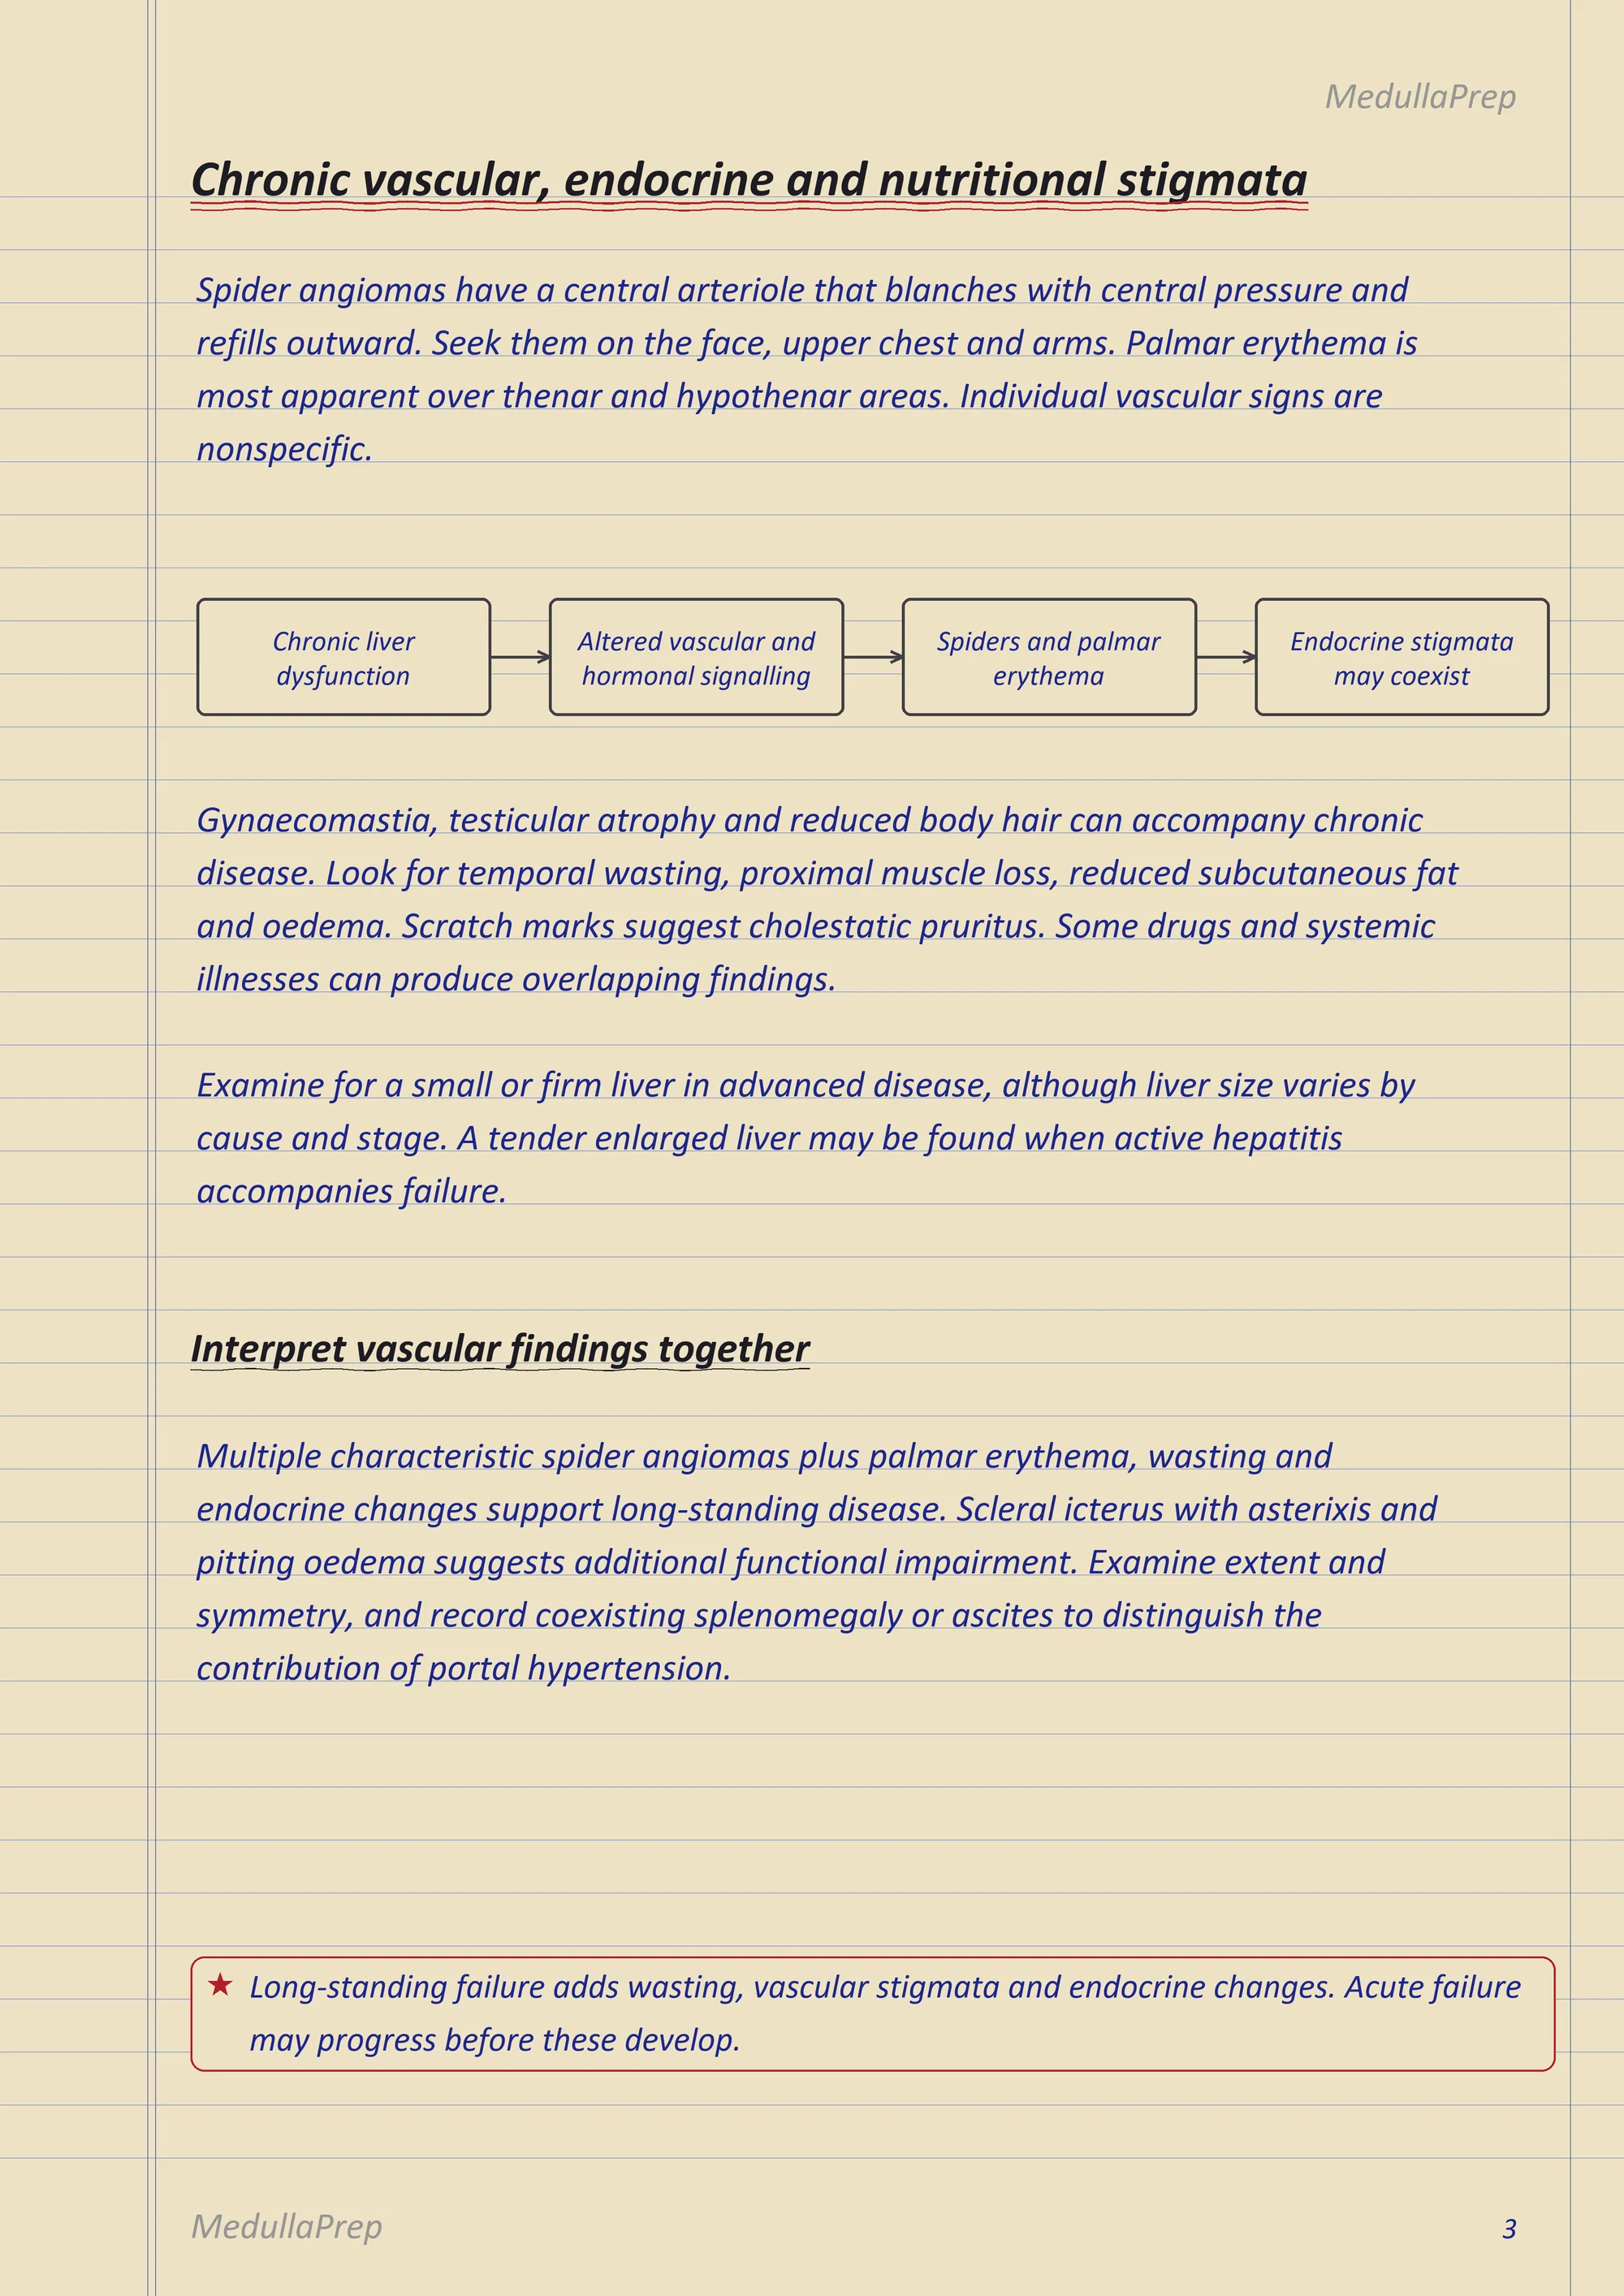 MedullaPrep
Chronic vascular, endocrine and nutritional stigmata
Spider angiomas have a central arteriole that blanches with central pressure and
refills outward. Seek them on the face, upper chest and arms. Palmar erythema is
most apparent over thenar and hypothenar areas. Individual vascular signs are
nonspecific.
Chronic liver
dysfunction
Altered vascular and
hormonal signalling
Spiders and palmar
erythema
Endocrine stigmata
may coexist
Gynaecomastia, testicular atrophy and reduced body hair can accompany chronic
disease. Look for temporal wasting, proximal muscle loss, reduced subcutaneous fat
and oedema. Scratch marks suggest cholestatic pruritus. Some drugs and systemic
illnesses can produce overlapping findings.
Examine for a small or firm liver in advanced disease, although liver size varies by
cause and stage. A tender enlarged liver may be found when active hepatitis
accompanies failure.
Interpret vascular findings together
Multiple characteristic spider angiomas plus palmar erythema, wasting and
endocrine changes support long-standing disease. Scleral icterus with asterixis and
pitting oedema suggests additional functional impairment. Examine extent and
symmetry, and record coexisting splenomegaly or ascites to distinguish the
contribution of portal hypertension.
★ Long-standing failure adds wasting, vascular stigmata and endocrine changes. Acute failure
may progress before these develop.
MedullaPrep
3